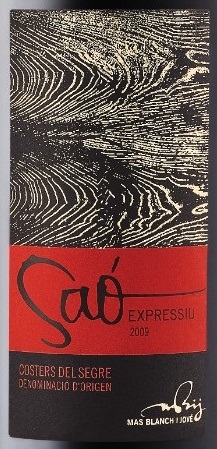 Saó
EXPRESSIU
2009
COSTERS DEL SEGRE
DENOMINACIÓ D'ORIGEN
MAS BLANCH I JOVÉ